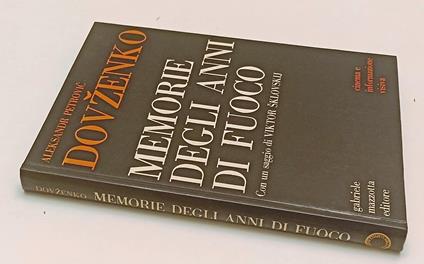 ALEKSANDR PETROVIČ
DOVŽENKO
MEMORIE
DEGLI ANNI
DI FUOCO
Con un saggio di VIKTOR ŠKLOVSKIJ
cinema e
informazione
visiva
gabriele
mazzotta
editore
DOVŽENKO MEMORIE DEGLI ANNI DI FUOCO